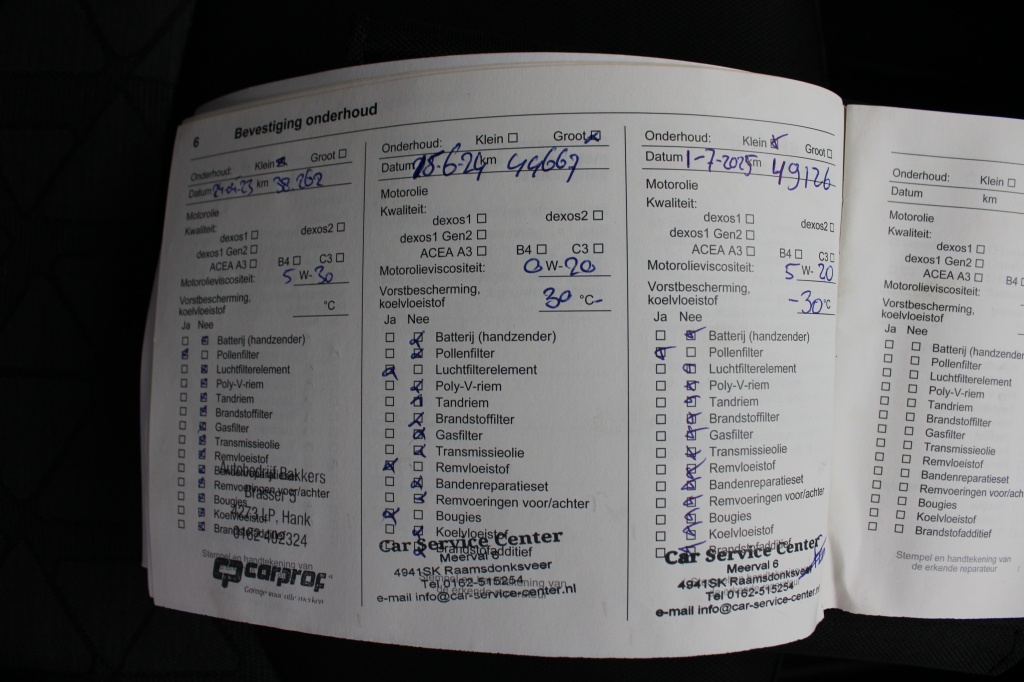 6 Bevestiging onderhoud
Onderhoud: Klein ☒ Groot ☐
Datum km 38.262
Motorolie
Kwaliteit:
dexos1 ☐ dexos2 ☐
dexos1 Gen2 ☐
ACEA A3 ☐ B4 ☐ C3 ☐
Motorolieviscositeit: 5 W- 30
Vorstbescherming,
koelvloeistof °C
Ja Nee
☐ ☒ Batterij (handzender)
☒ ☐ Pollenfilter
☐ ☒ Luchtfilterelement
☐ ☒ Poly-V-riem
☐ ☒ Tandriem
☐ ☒ Brandstoffilter
☐ ☒ Gasfilter
☐ ☒ Transmissieolie
☐ ☒ Remvloeistof
☐ ☒ Bandenreparatieset
☐ ☒ Remvoeringen voor/achter
☐ ☒ Bougies
☐ ☒ Koelvloeistof
☐ ☒ Brandstofadditief
Autobedrijf Bakkers
Brasser 5
4273 LP, Hank
0162-402324
Stempel en handtekening van
carprof
Garage voor alle merken
Onderhoud: Klein ☐ Groot ☒
Datum 18-6-24 km 44667
Motorolie
Kwaliteit:
dexos1 ☐ dexos2 ☐
dexos1 Gen2 ☐
ACEA A3 ☐ B4 ☐ C3 ☐
Motorolieviscositeit: 0 W- 20
Vorstbescherming,
koelvloeistof 30 °C-
Ja Nee
☐ ☒ Batterij (handzender)
☐ ☒ Pollenfilter
☒ ☐ Luchtfilterelement
☐ ☒ Poly-V-riem
☐ ☒ Tandriem
☐ ☒ Brandstoffilter
☐ ☒ Gasfilter
☐ ☒ Transmissieolie
☒ ☐ Remvloeistof
☐ ☒ Bandenreparatieset
☐ ☒ Remvoeringen voor/achter
☒ ☐ Bougies
☐ ☒ Koelvloeistof
☐ ☒ Brandstofadditief
Car Service Center
Meerval 6
4941SK Raamsdonksveer
Tel 0162-515254
e-mail info@car-service-center.nl
Onderhoud: Klein ☒ Groot ☐
Datum 1-7-2025 km 49126
Motorolie
Kwaliteit:
dexos1 ☐ dexos2 ☐
dexos1 Gen2 ☐
ACEA A3 ☐ B4 ☐ C3 ☐
Motorolieviscositeit: 5 W- 20
Vorstbescherming,
koelvloeistof -30 °C
Ja Nee
☐ ☒ Batterij (handzender)
☒ ☐ Pollenfilter
☐ ☒ Luchtfilterelement
☐ ☒ Poly-V-riem
☐ ☒ Tandriem
☐ ☒ Brandstoffilter
☐ ☒ Gasfilter
☐ ☒ Transmissieolie
☐ ☒ Remvloeistof
☐ ☒ Bandenreparatieset
☐ ☒ Remvoeringen voor/achter
☐ ☒ Bougies
☐ ☒ Koelvloeistof
☐ ☒ Brandstofadditief
Car Service Center
Meerval 6
4941SK Raamsdonksveer
Tel 0162-515254
e-mail info@car-service-center.n
Onderhoud: Klein ☐
Datum km
Motorolie
Kwaliteit:
dexos1 ☐
dexos1 Gen2 ☐
ACEA A3 ☐ B4
Motorolieviscositeit:
Vorstbescherming,
koelvloeistof
Ja Nee
☐ ☐ Batterij (handzender
☐ ☐ Pollenfilter
☐ ☐ Luchtfilterelement
☐ ☐ Poly-V-riem
☐ ☐ Tandriem
☐ ☐ Brandstoffilter
☐ ☐ Gasfilter
☐ ☐ Transmissieolie
☐ ☐ Remvloeistof
☐ ☐ Bandenreparatieset
☐ ☐ Remvoeringen voor/achter
☐ ☐ Bougies
☐ ☐ Koelvloeistof
☐ ☐ Brandstofadditief
Stempel en handtekening van
de erkende reparateur